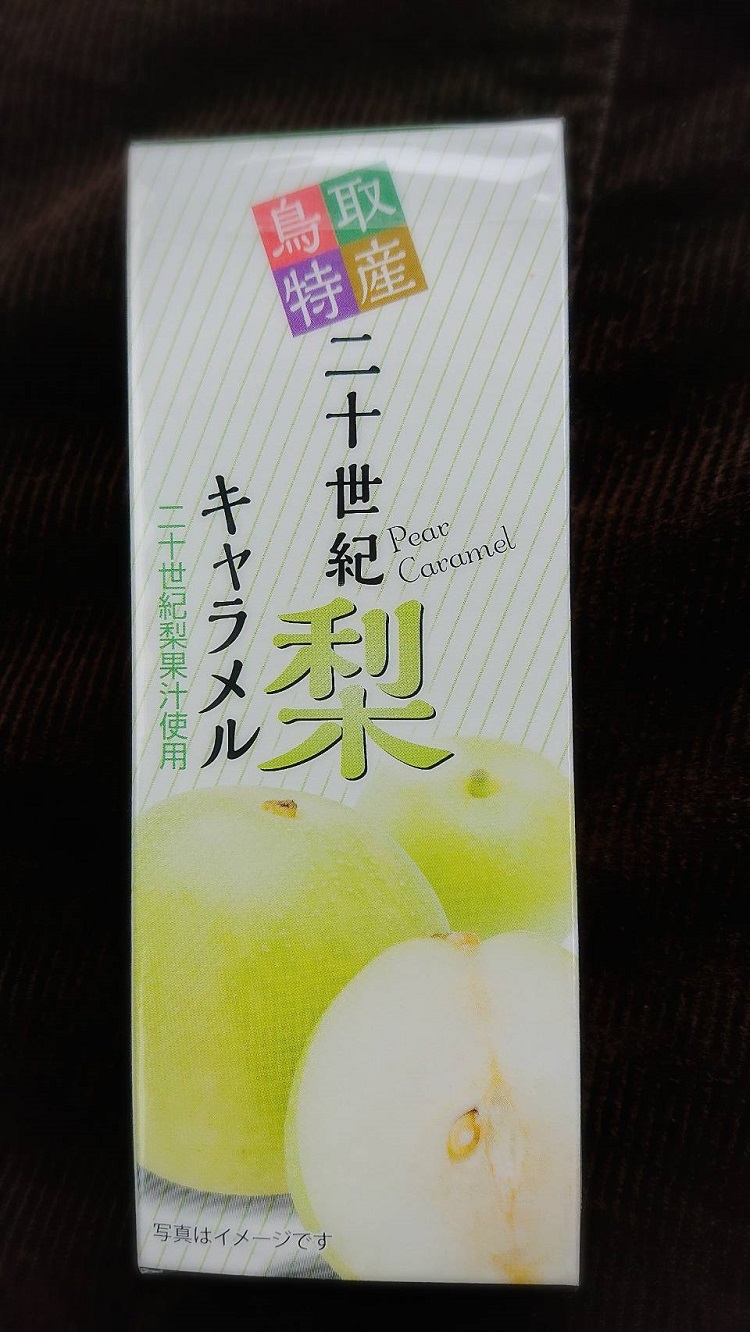 鳥取
特産
二十世紀
梨
Pear
Caramel
キャラメル
二十世紀梨果汁使用
写真はイメージです